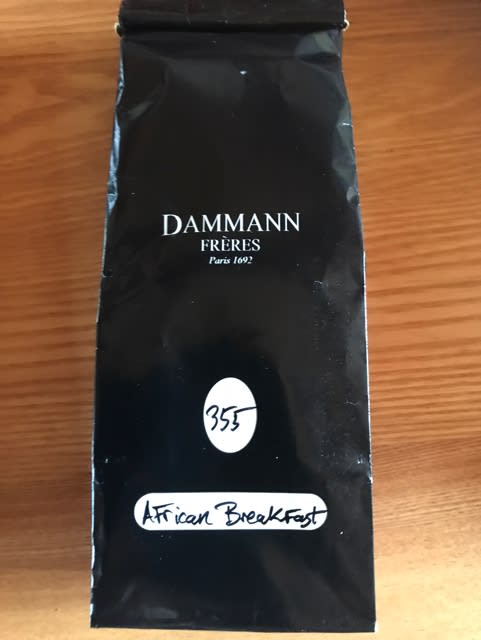 DAMMANN
FRÈRES
Paris 1692
355
African Breakfast